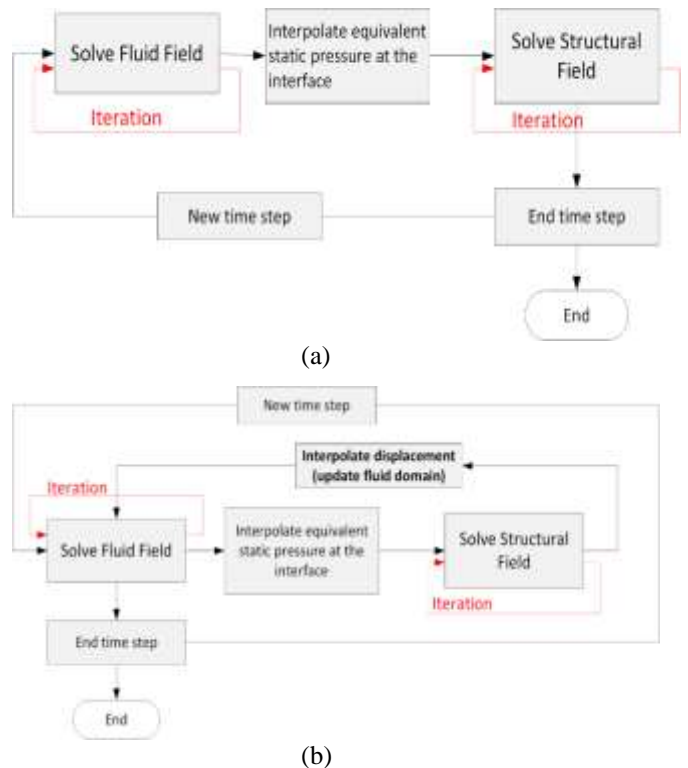 Solve Fluid Field
Interpolate equivalent
static pressure at the
interface
Solve Structural
Field
Iteration
Iteration
New time step
End time step
End
(a)
New time step
Interpolate displacement
(update fluid domain)
Iteration
Solve Fluid Field
Interpolate equivalent
static pressure at the
interface
Solve Structural
Field
Iteration
End time step
End
(b)